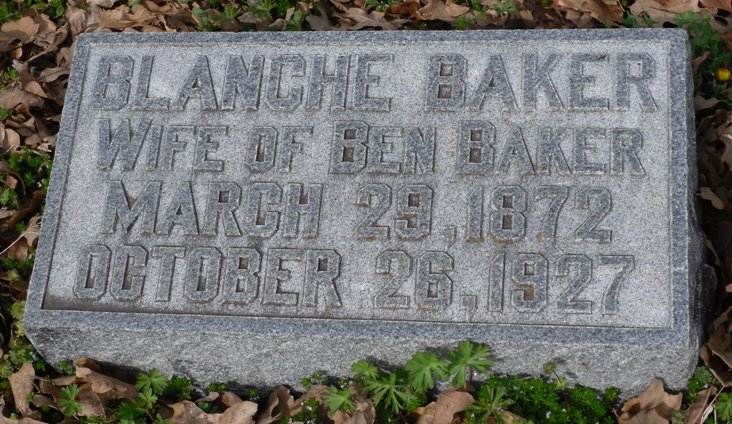 BLANCHE BAKER
WIFE OF BEN BAKER
MARCH 29, 1872
OCTOBER 26, 1927